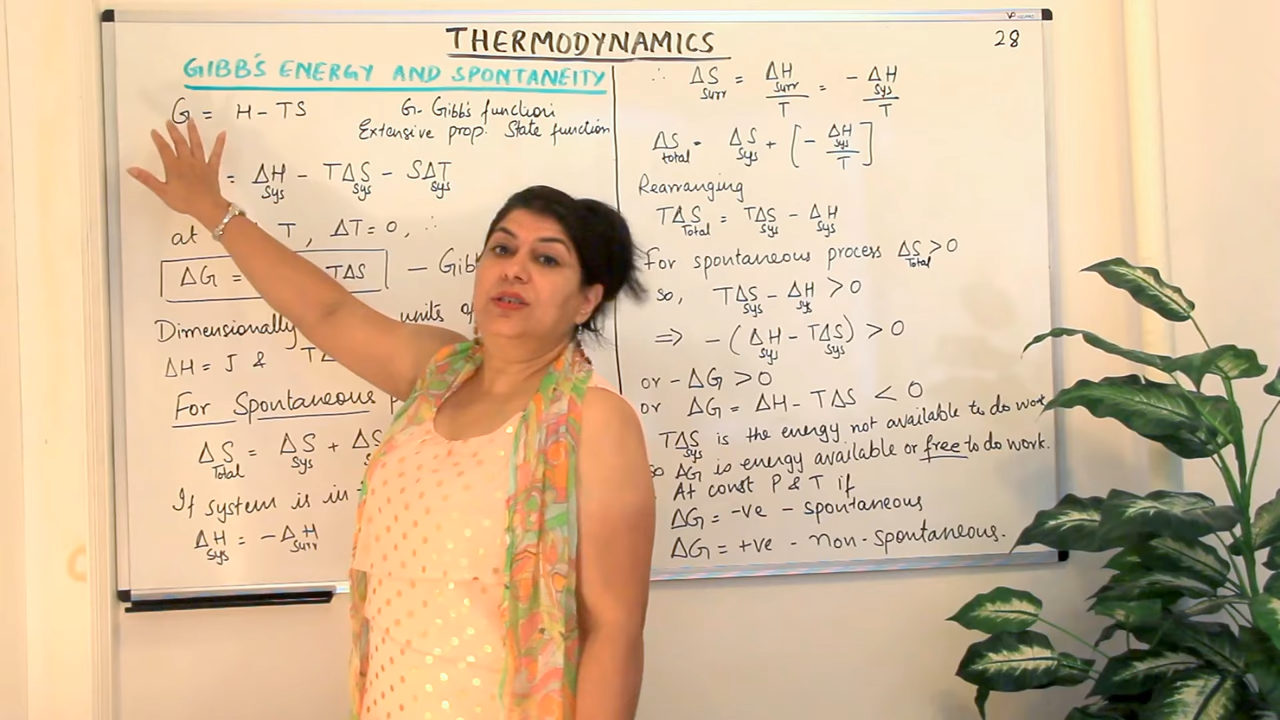 THERMODYNAMICS
28
GIBB'S ENERGY AND SPONTANEITY
G = H - TS G - Gibb's function
Extensive prop. State function
= ΔH sys - TΔS sys - SΔT sys
at T, ΔT = 0, ∴
ΔG = TΔS —
Dimensionally units
ΔH = J &
For Spontaneous
ΔS Total = ΔS sys + ΔS
If system is in
ΔH sys = -ΔH surr
∴ ΔS surr = ΔH surr / T = -ΔH sys / T
ΔS total = ΔS sys + [-ΔH sys / T]
Rearranging
TΔS Total = TΔS sys - ΔH sys
For spontaneous process ΔS Total > 0
so, TΔS sys - ΔH sys > 0
⇒ -(ΔH sys - TΔS sys) > 0
or -ΔG > 0
or ΔG = ΔH - TΔS < 0
TΔS sys is the energy not available to do work
so ΔG is energy available or free to do work.
At const P & T if
ΔG = -ve - spontaneous
ΔG = +ve - non-spontaneous.